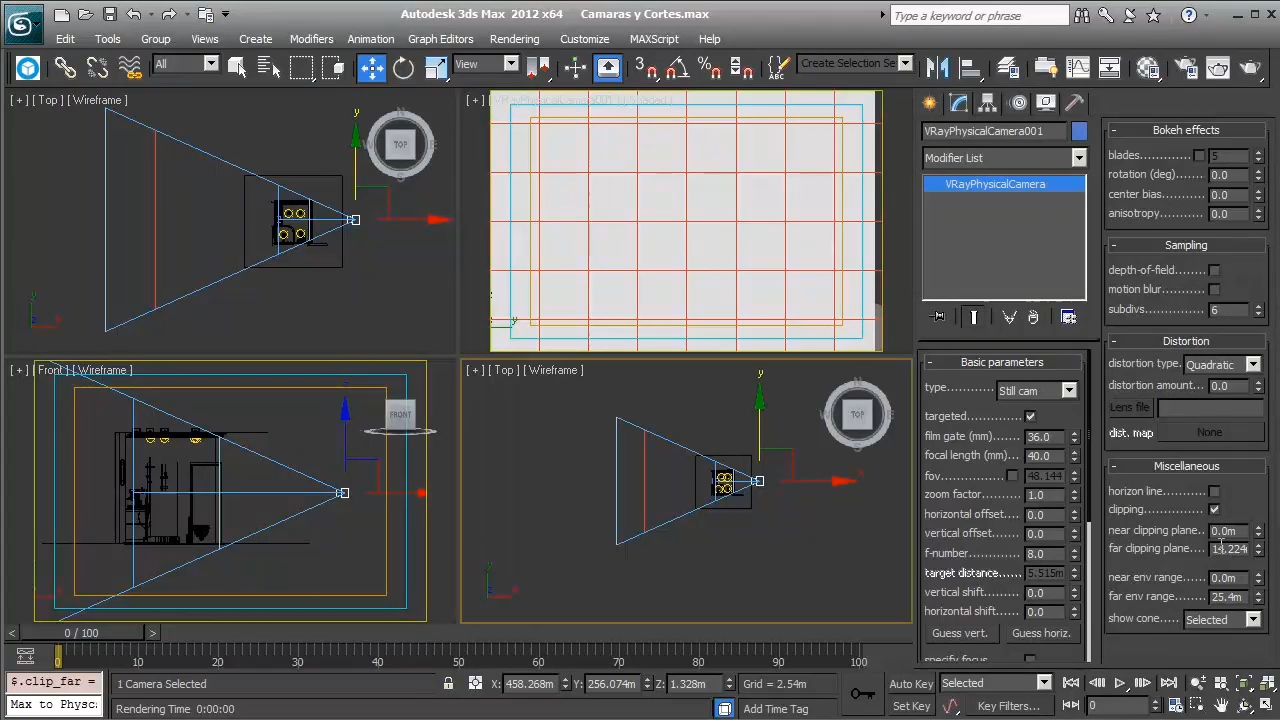 Autodesk 3ds Max 2012 x64 Camaras y Cortes.max
Type a keyword or phrase
Edit Tools Group Views Create Modifiers Animation Graph Editors Rendering Customize MAXScript Help
All View 3 Create Selection Se
[ + ] [ Top ] [ Wireframe ]
TOP
y
[ + ] [ Front ] [ Wireframe ]
FRONT
[ + ] [ Top ] [ Wireframe ]
TOP
y
VRayPhysicalCamera001
Modifier List
VRayPhysicalCamera
Basic parameters
type Still cam
targeted
film gate (mm) 36.0
focal length (mm) 40.0
fov 48.144
zoom factor 1.0
horizontal offset 0.0
vertical offset 0.0
f-number 8.0
target distance 5.515m
vertical shift 0.0
horizontal shift 0.0
Guess vert. Guess horiz.
specify focus
Bokeh effects
blades 5
rotation (deg) 0.0
center bias 0.0
anisotropy 0.0
Sampling
depth-of-field
motion blur
subdivs 6
Distortion
distortion type Quadratic
distortion amount 0.0
Lens file
dist. map None
Miscellaneous
horizon line
clipping
near clipping plane 0.0m
far clipping plane
near env range 0.0m
far env range 25.4m
show cone Selected
< 0 / 100 >
0 10 20 30 40 50 60 70 80 90 100
$.clip_far =
Max to Physc
1 Camera Selected X: 458.268m Y: 256.074m Z: 1.328m Grid = 2.54m
Rendering Time 0:00:00 Add Time Tag
Auto Key Selected
Set Key Key Filters... 0